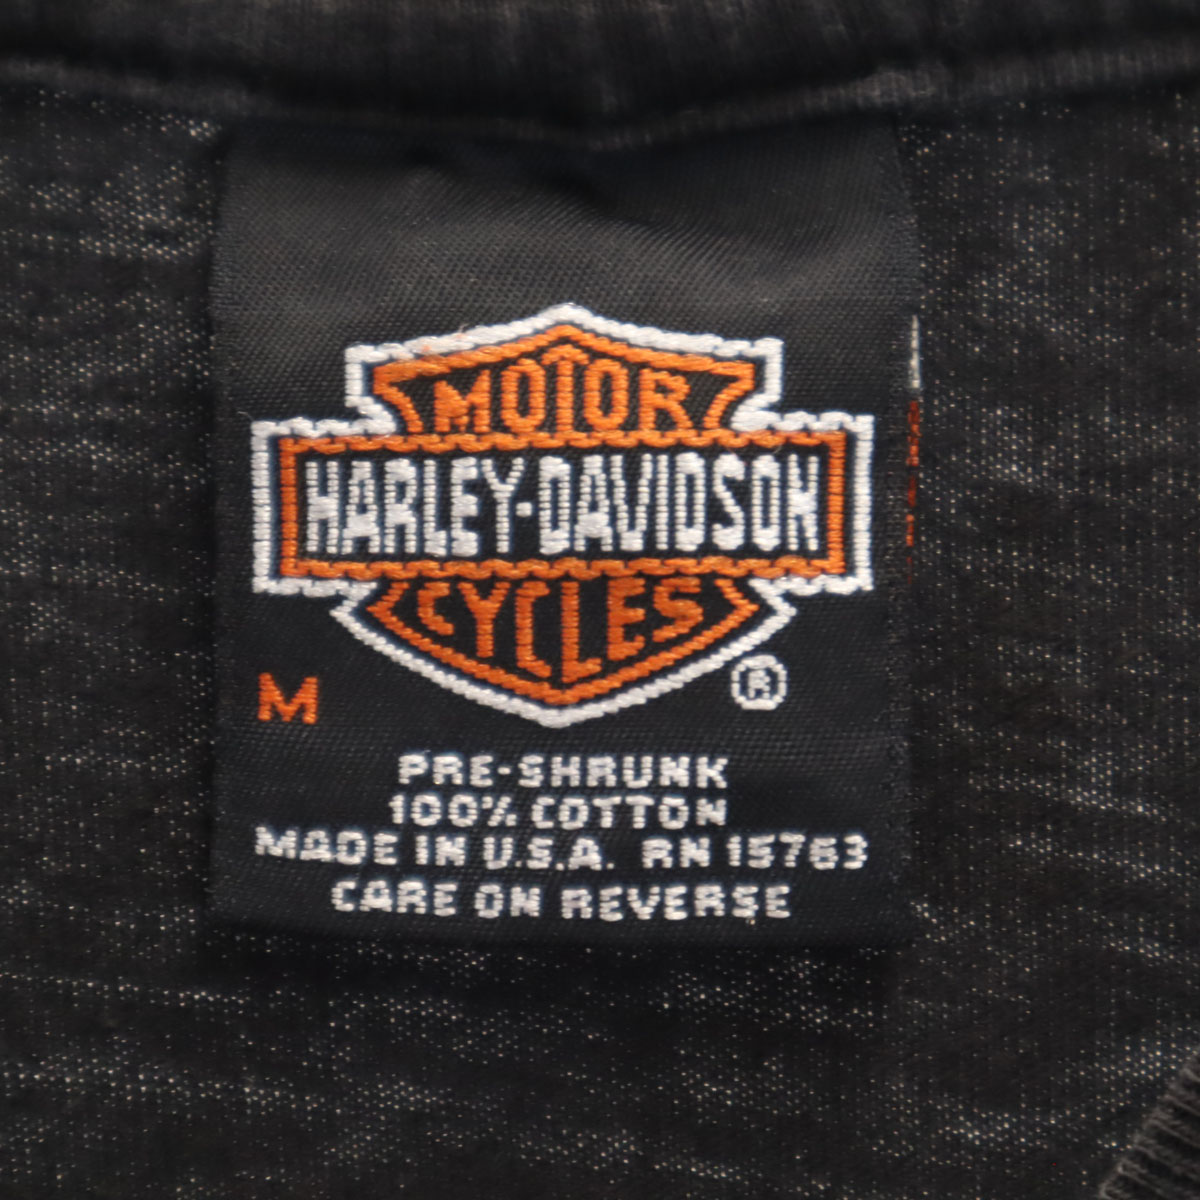 MOTOR
HARLEY-DAVIDSON
CYCLES
M ®
PRE-SHRUNK
100% COTTON
MADE IN U.S.A. RN 15763
CARE ON REVERSE